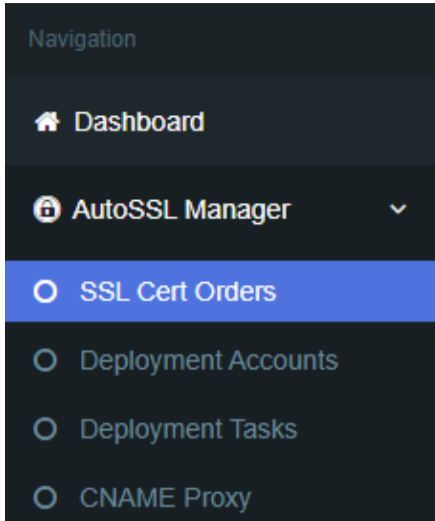 Navigation
Dashboard
AutoSSL Manager
SSL Cert Orders
Deployment Accounts
Deployment Tasks
CNAME Proxy